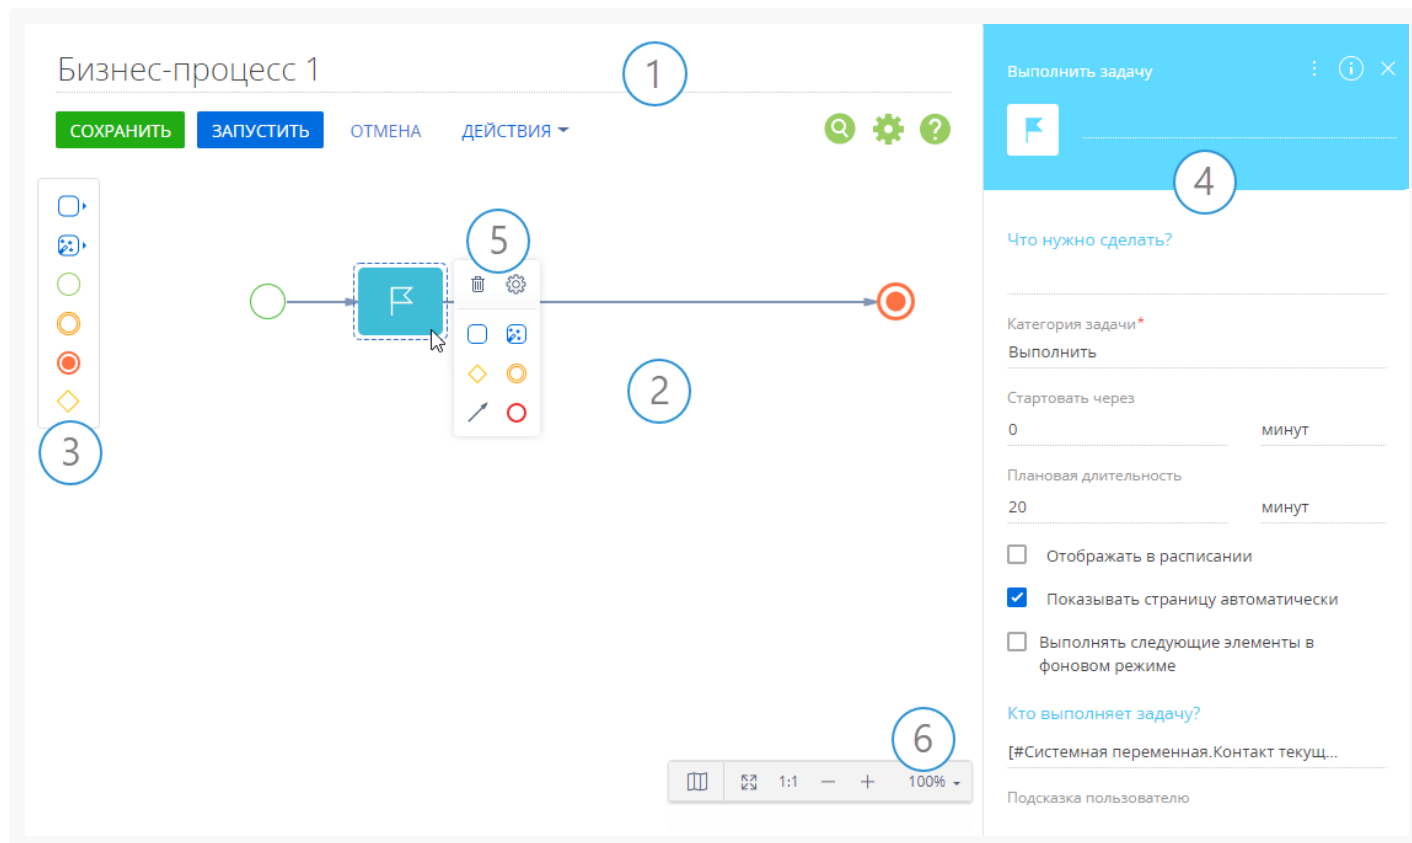 Бизнес-процесс 1
1
СОХРАНИТЬ ЗАПУСТИТЬ ОТМЕНА ДЕЙСТВИЯ
?
5
2
3
6
1:1 — + 100%
Выполнить задачу
i
4
Что нужно сделать?
Категория задачи*
Выполнить
Стартовать через
0 минут
Плановая длительность
20 минут
Отображать в расписании
Показывать страницу автоматически
Выполнять следующие элементы в
фоновом режиме
Кто выполняет задачу?
[#Системная переменная.Контакт текущ...
Подсказка пользователю